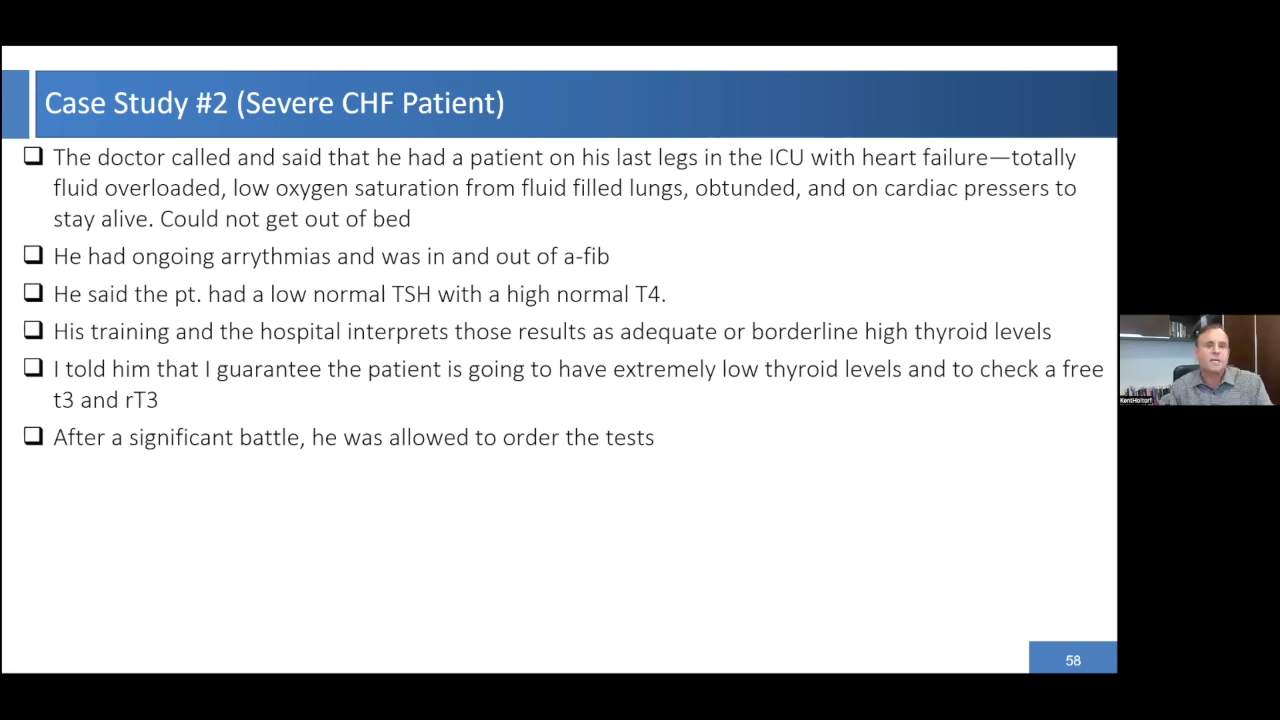 Case Study #2 (Severe CHF Patient)
The doctor called and said that he had a patient on his last legs in the ICU with heart failure—totally
fluid overloaded, low oxygen saturation from fluid filled lungs, obtunded, and on cardiac pressers to
stay alive. Could not get out of bed
He had ongoing arrythmias and was in and out of a-fib
He said the pt. had a low normal TSH with a high normal T4.
His training and the hospital interprets those results as adequate or borderline high thyroid levels
I told him that I guarantee the patient is going to have extremely low thyroid levels and to check a free
t3 and rT3
After a significant battle, he was allowed to order the tests
KentHoltorf
58